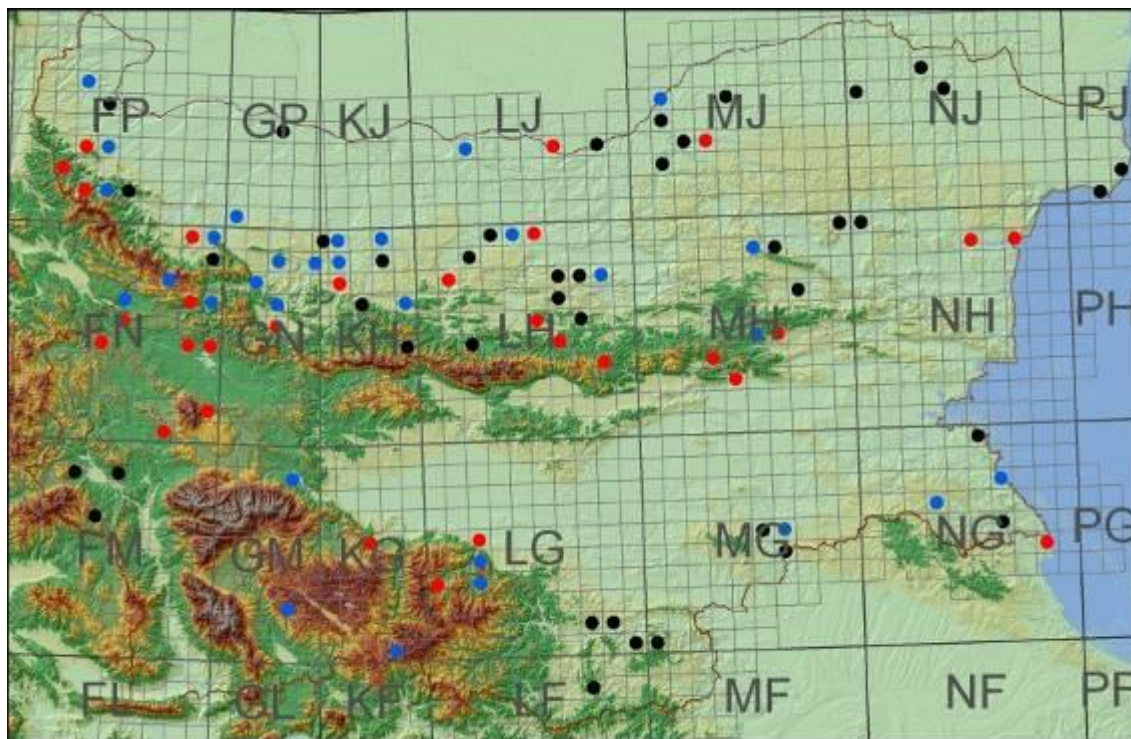 FP GP KJ LJ MJ NJ PJ
FN GN KH LH MH NH PH
FM GM KG LG MG NG PG
FL GL KF LF MF NF PF